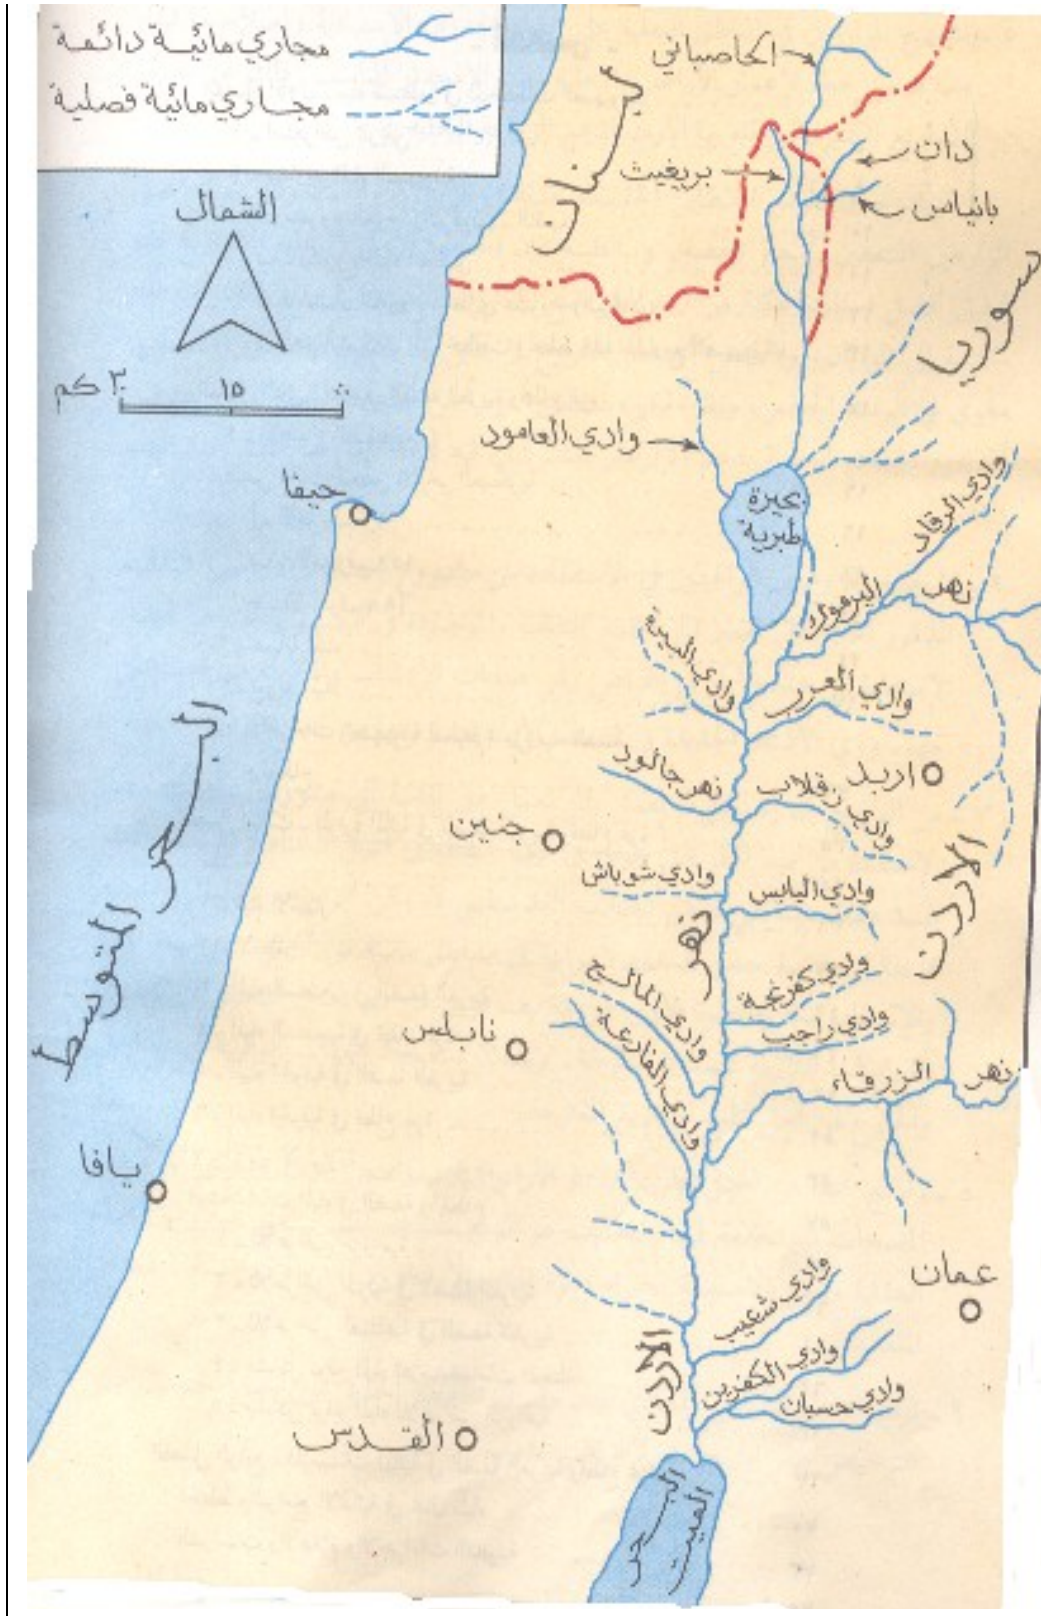 مجاري مائية دائمة
مجاري مائية فصلية
الشمال
٣٠ كم
١٥
لبنان
الحاصباني
دان
بريغيث
بانياس
سوريا
وادي العامود
حيفا
بحيرة
طبرية
وادي الرقاد
نهر
اليرموك
وادي البيرة
وادي العرب
البحر المتوسط
نهر جالود
وادي زقلاب
اربد
جنين
الأردن
وادي شوباش
وادي اليابس
نهر
وادي كفرنجة
وادي المالح
وادي راجب
نابلس
وادي الفارعة
نهر
الزرقاء
يافا
عمان
وادي شعيب
الأردن
وادي الكفرين
وادي حسبان
القدس
البحر
الميت